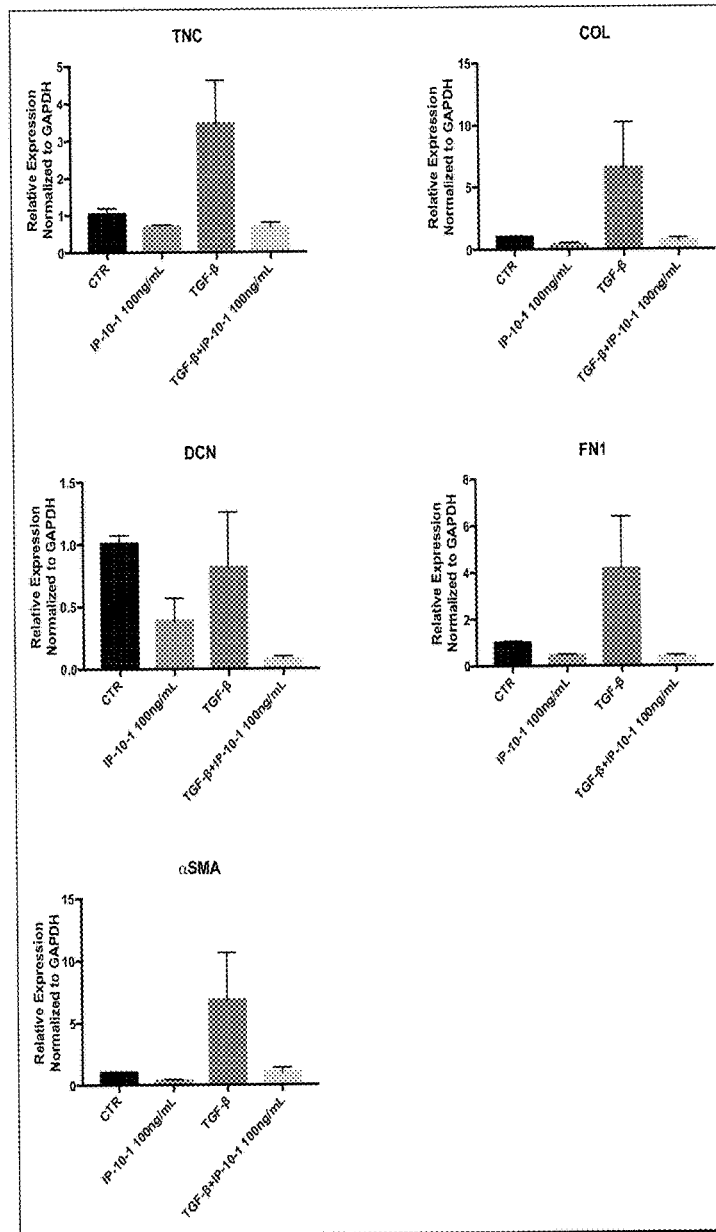 TNC
Relative Expression
Normalized to GAPDH
5
4
3
2
1
0
CTR
IP-10-1 100ng/mL
TGF-β
TGF-β+IP-10-1 100ng/mL
COL
Relative Expression
Normalized to GAPDH
15
10
5
0
CTR
IP-10-1 100ng/mL
TGF-β
TGF-β+IP-10-1 100ng/mL
DCN
Relative Expression
Normalized to GAPDH
1.5
1.0
0.5
0.0
CTR
IP-10-1 100ng/mL
TGF-β
TGF-β+IP-10-1 100ng/mL
FN1
Relative Expression
Normalized to GAPDH
8
6
4
2
0
CTR
IP-10-1 100ng/mL
TGF-β
TGF-β+IP-10-1 100ng/mL
αSMA
Relative Expression
Normalized to GAPDH
15
10
5
0
CTR
IP-10-1 100ng/mL
TGF-β
TGF-β+IP-10-1 100ng/mL